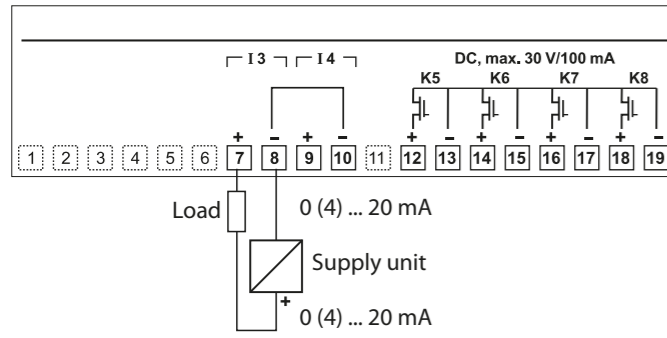 I 3 I 4 DC, max. 30 V/100 mA
K5 K6 K7 K8
+ – + – + – + – + – + –
1 2 3 4 5 6 7 8 9 10 11 12 13 14 15 16 17 18 19
Load 0 (4) ... 20 mA
Supply unit
+
0 (4) ... 20 mA